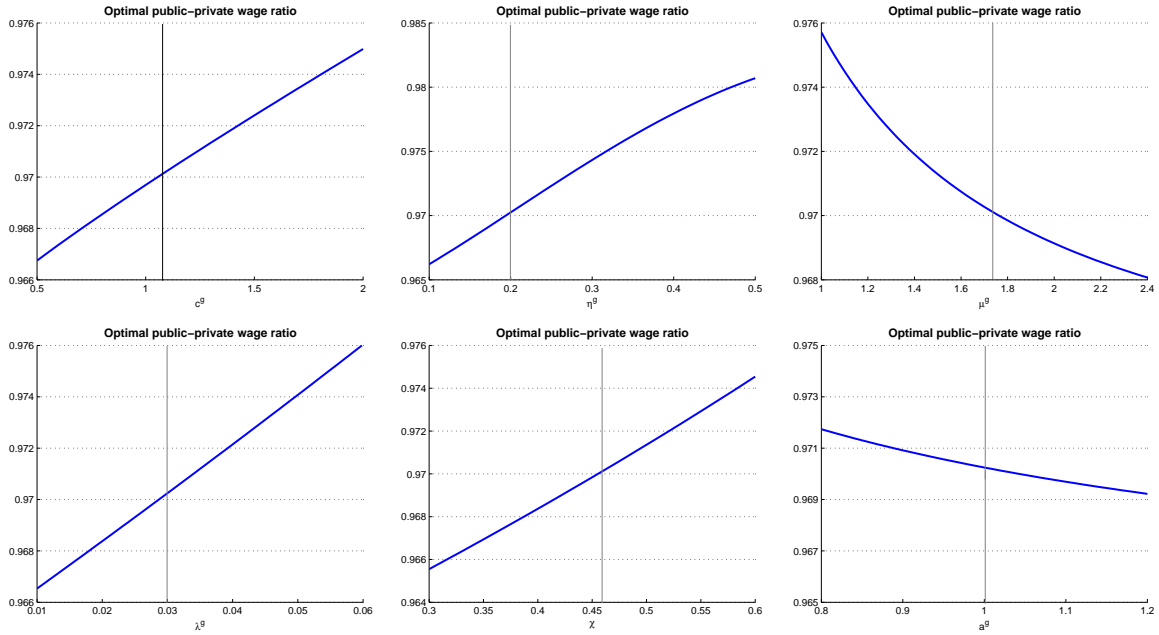 Optimal public−private wage ratio
0.976
0.974
0.972
0.97
0.968
0.966
0.5 1 1.5 2
c^g
Optimal public−private wage ratio
0.985
0.98
0.975
0.97
0.965
0.1 0.2 0.3 0.4 0.5
η^g
Optimal public−private wage ratio
0.976
0.974
0.972
0.97
0.968
1 1.2 1.4 1.6 1.8 2 2.2 2.4
μ^g
Optimal public−private wage ratio
0.976
0.974
0.972
0.97
0.968
0.966
0.01 0.02 0.03 0.04 0.05 0.06
λ^g
Optimal public−private wage ratio
0.976
0.974
0.972
0.97
0.968
0.966
0.964
0.3 0.35 0.4 0.45 0.5 0.55 0.6
χ
Optimal public−private wage ratio
0.975
0.973
0.971
0.969
0.967
0.965
0.8 0.9 1 1.1 1.2
a^g